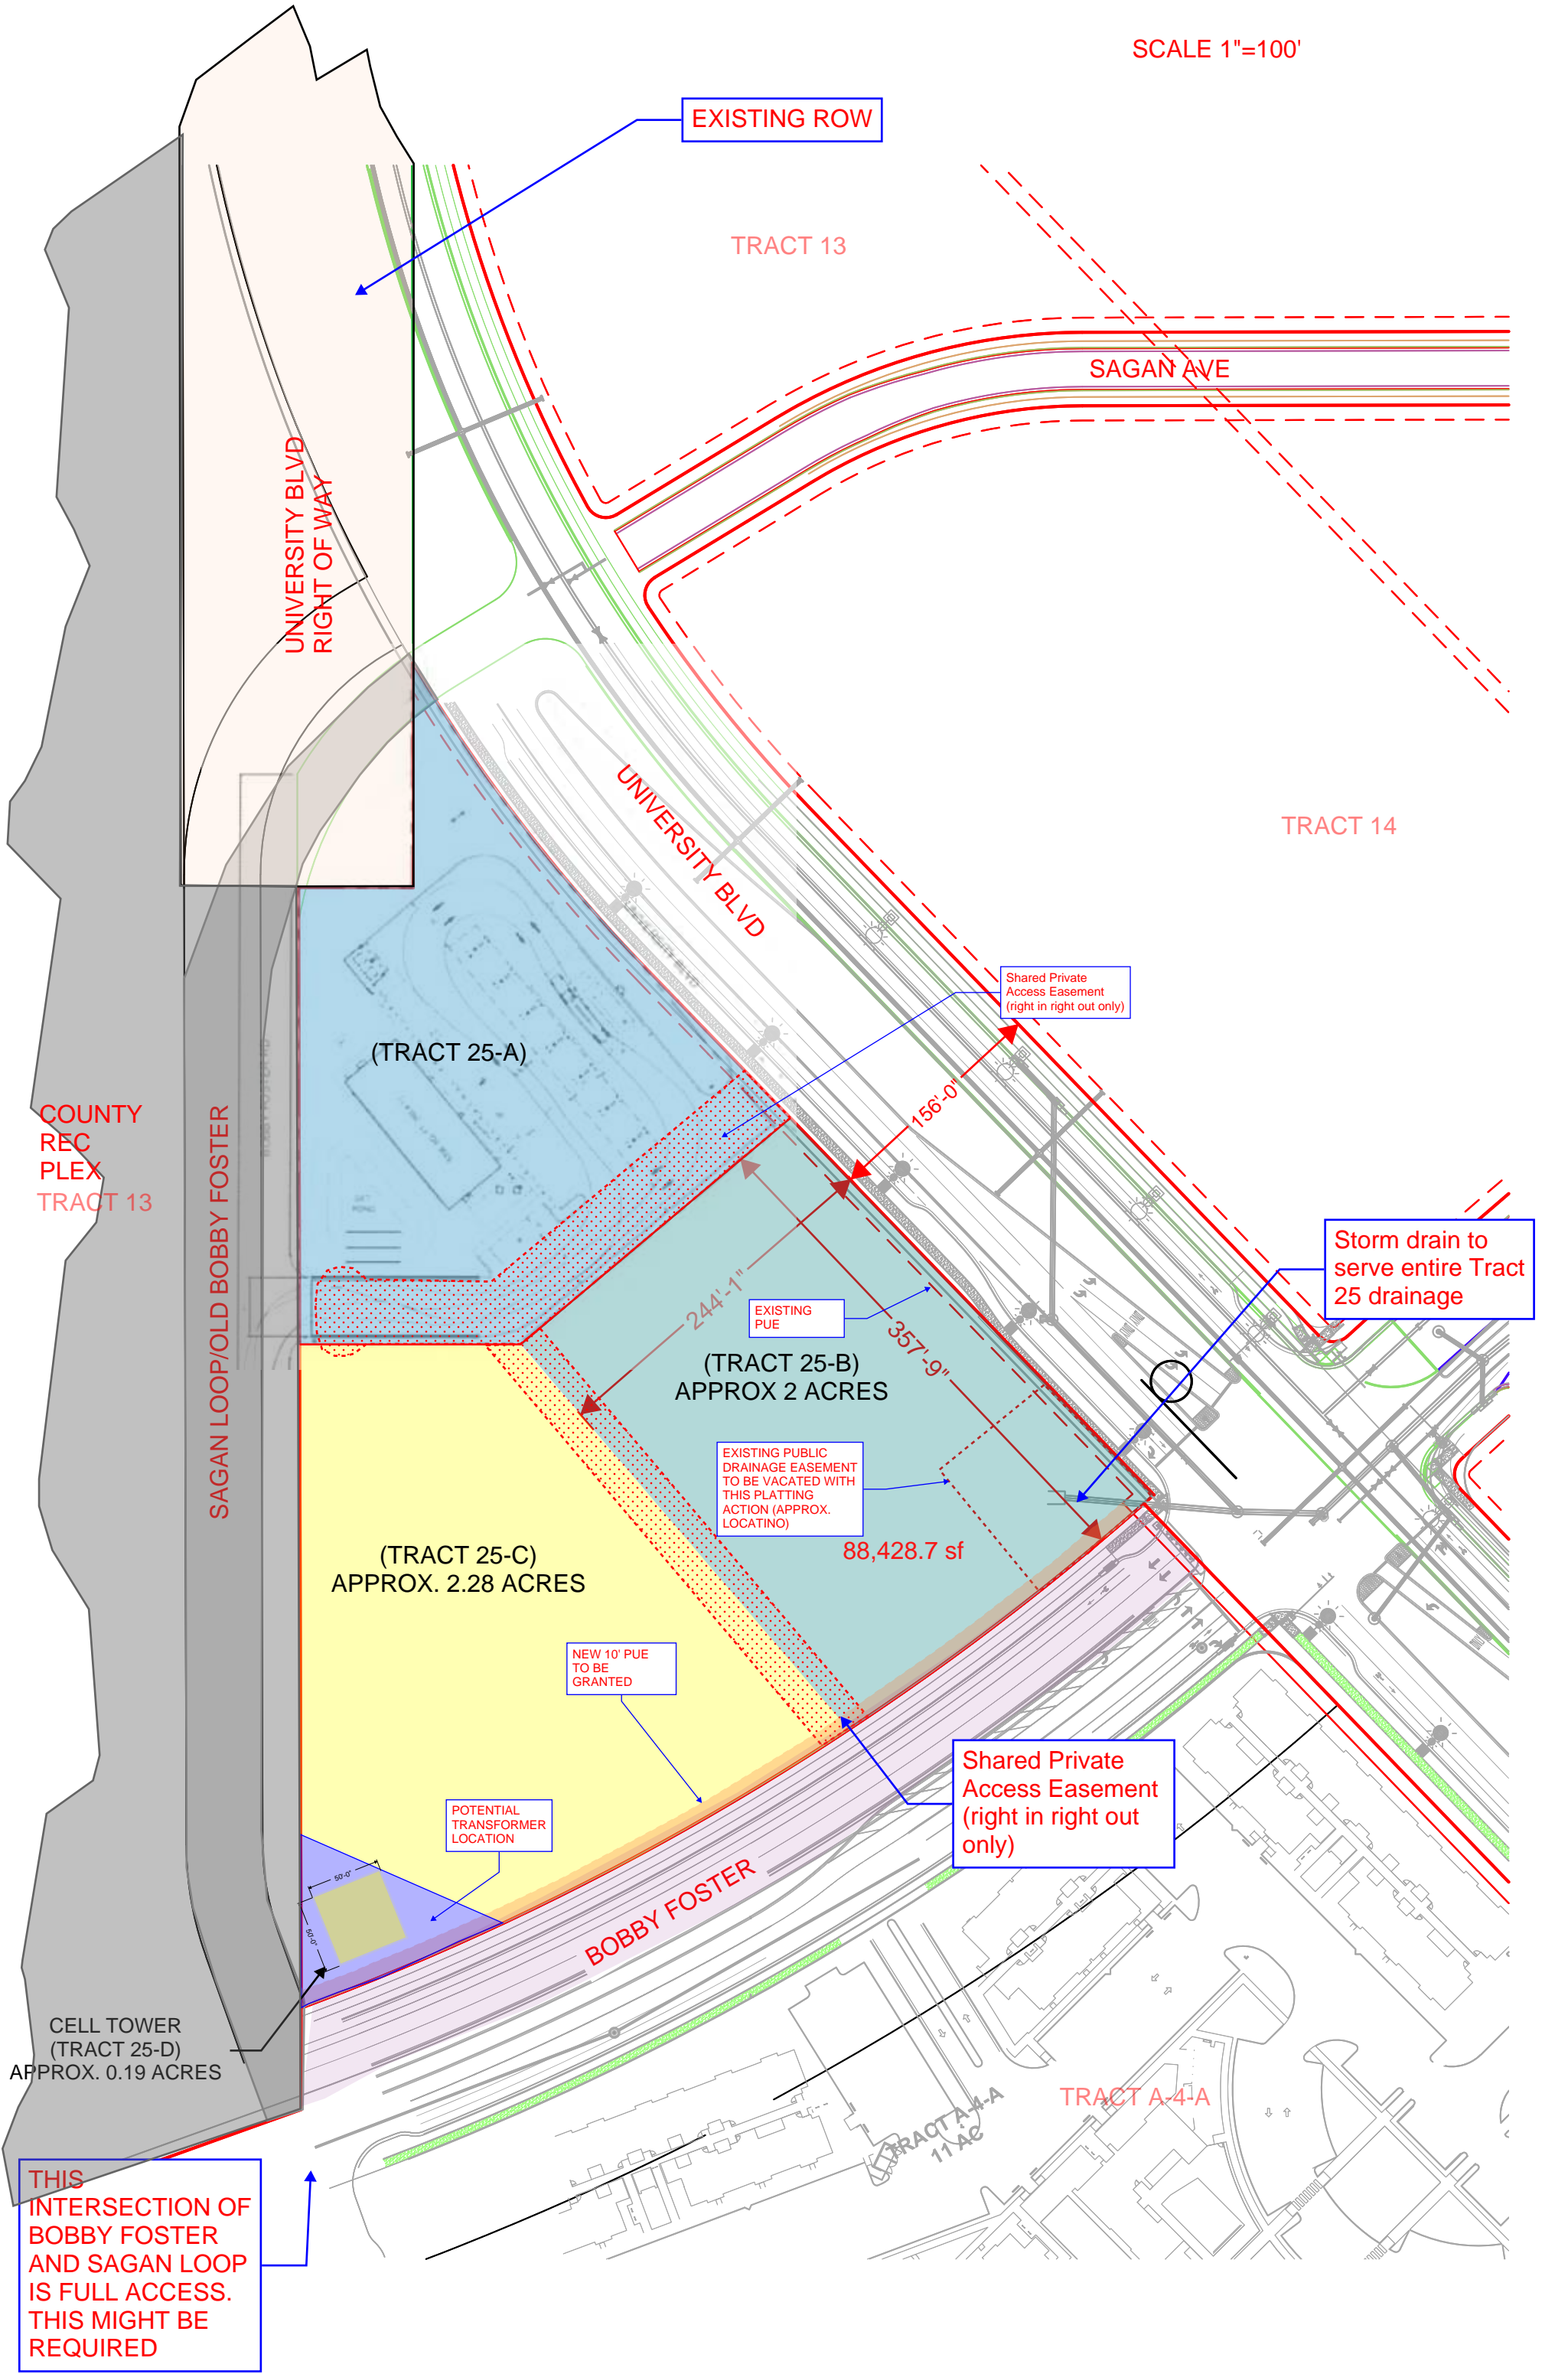 SCALE 1"=100'
EXISTING ROW
TRACT 13
SAGAN AVE
UNIVERSITY BLVD
RIGHT OF WAY
UNIVERSITY BLVD
TRACT 14
Shared Private
Access Easement
(right in right out only)
(TRACT 25-A)
156'-0"
COUNTY
REC
PLEX
TRACT 13
SAGAN LOOP/OLD BOBBY FOSTER
Storm drain to
serve entire Tract
25 drainage
244'-1"
EXISTING
PUE
357'-9"
(TRACT 25-B)
APPROX 2 ACRES
EXISTING PUBLIC
DRAINAGE EASEMENT
TO BE VACATED WITH
THIS PLATTING
ACTION (APPROX.
LOCATINO)
88,428.7 sf
(TRACT 25-C)
APPROX. 2.28 ACRES
NEW 10' PUE
TO BE
GRANTED
Shared Private
Access Easement
(right in right out
only)
POTENTIAL
TRANSFORMER
LOCATION
50'-0"
50'-0"
BOBBY FOSTER
CELL TOWER
(TRACT 25-D)
APPROX. 0.19 ACRES
TRACT A-4-A
TRACT A-4-A
11 AC
THIS
INTERSECTION OF
BOBBY FOSTER
AND SAGAN LOOP
IS FULL ACCESS.
THIS MIGHT BE
REQUIRED